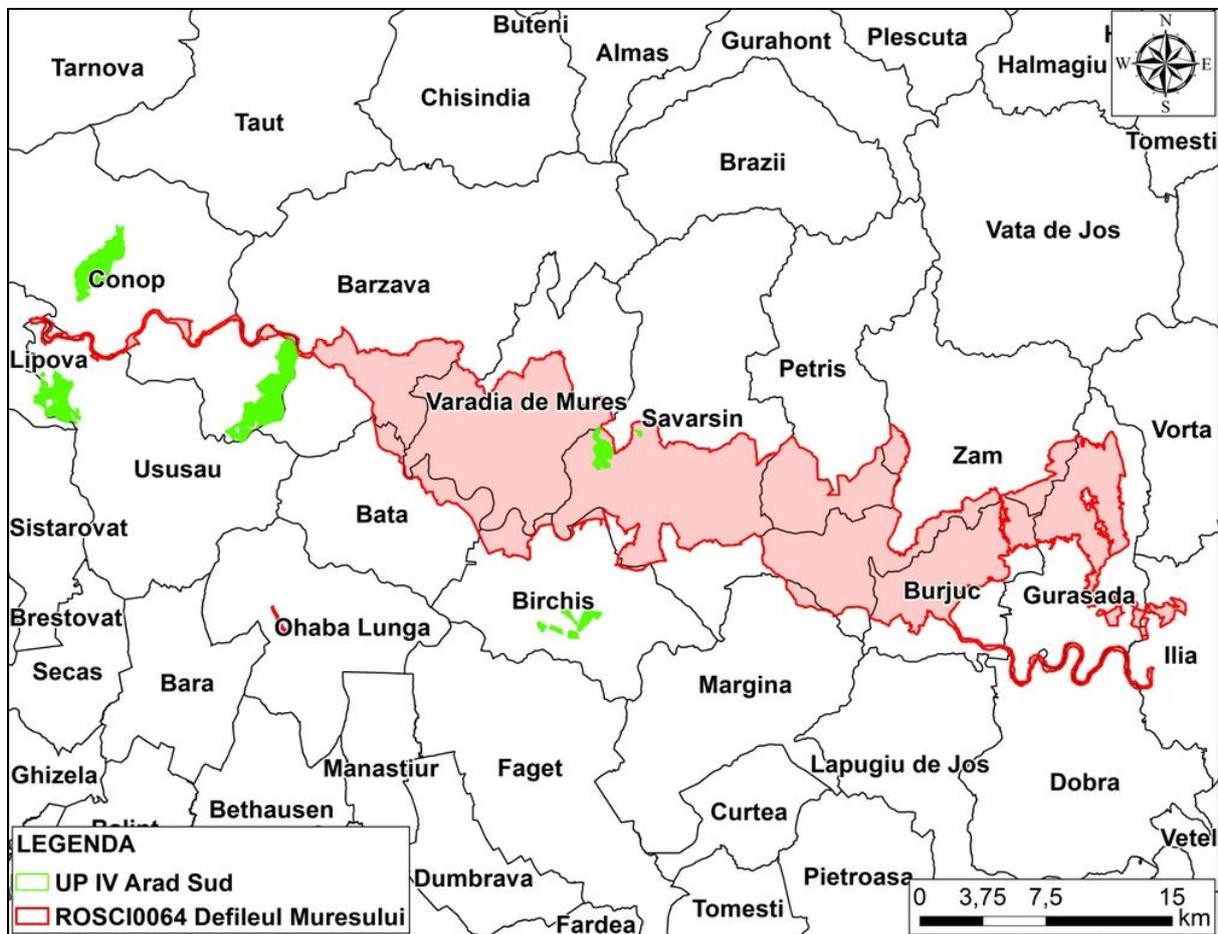 Buteni
N
Tarnova
Almas
Gurahont
Plescuta
Halmagiu
W
E
Chisindia
S
Taut
Tomesti
Brazii
Vata de Jos
Conop
Barzava
Lipova
Petris
Varadia de Mures
Savarsin
Vorta
Ususau
Zam
Bata
Sistarovat
Burjuc
Gurasada
Birchis
Brestovat
Ohaba Lunga
Ilia
Secas
Bara
Margina
Ghizela
Manastiur
Faget
Lapugiu de Jos
Dobra
Bethausen
Curtea
Vetel
LEGENDA
UP IV Arad Sud
ROSCI0064 Defileul Muresului
Dumbrava
Pietroasa
Tomesti
Fardea
0 3,75 7,5 15
km